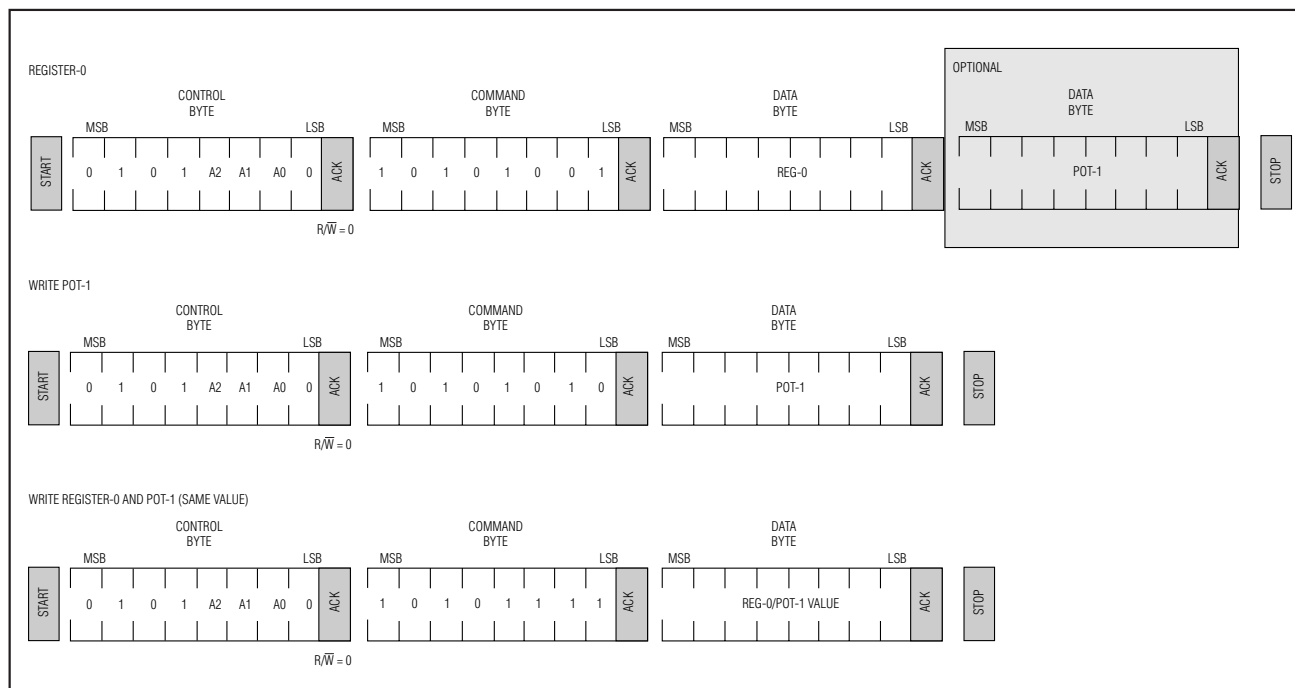 REGISTER-0
OPTIONAL
CONTROL BYTE
COMMAND BYTE
DATA BYTE
DATA BYTE
MSB LSB MSB LSB MSB LSB MSB LSB
START 0 1 0 1 A2 A1 A0 0 ACK 1 0 1 0 1 0 0 1 ACK REG-0 ACK POT-1 ACK STOP
R/W̅ = 0
WRITE POT-1
CONTROL BYTE
COMMAND BYTE
DATA BYTE
MSB LSB MSB LSB MSB LSB
START 0 1 0 1 A2 A1 A0 0 ACK 1 0 1 0 1 0 1 0 ACK POT-1 ACK STOP
R/W̅ = 0
WRITE REGISTER-0 AND POT-1 (SAME VALUE)
CONTROL BYTE
COMMAND BYTE
DATA BYTE
MSB LSB MSB LSB MSB LSB
START 0 1 0 1 A2 A1 A0 0 ACK 1 0 1 0 1 1 1 1 ACK REG-0/POT-1 VALUE ACK STOP
R/W̅ = 0